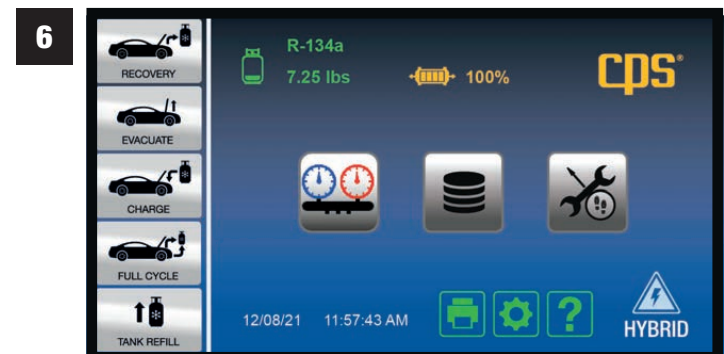 6
RECOVERY
EVACUATE
CHARGE
FULL CYCLE
TANK REFILL
R-134a
7.25 lbs
100%
cps®
12/08/21 11:57:43 AM
?
HYBRID